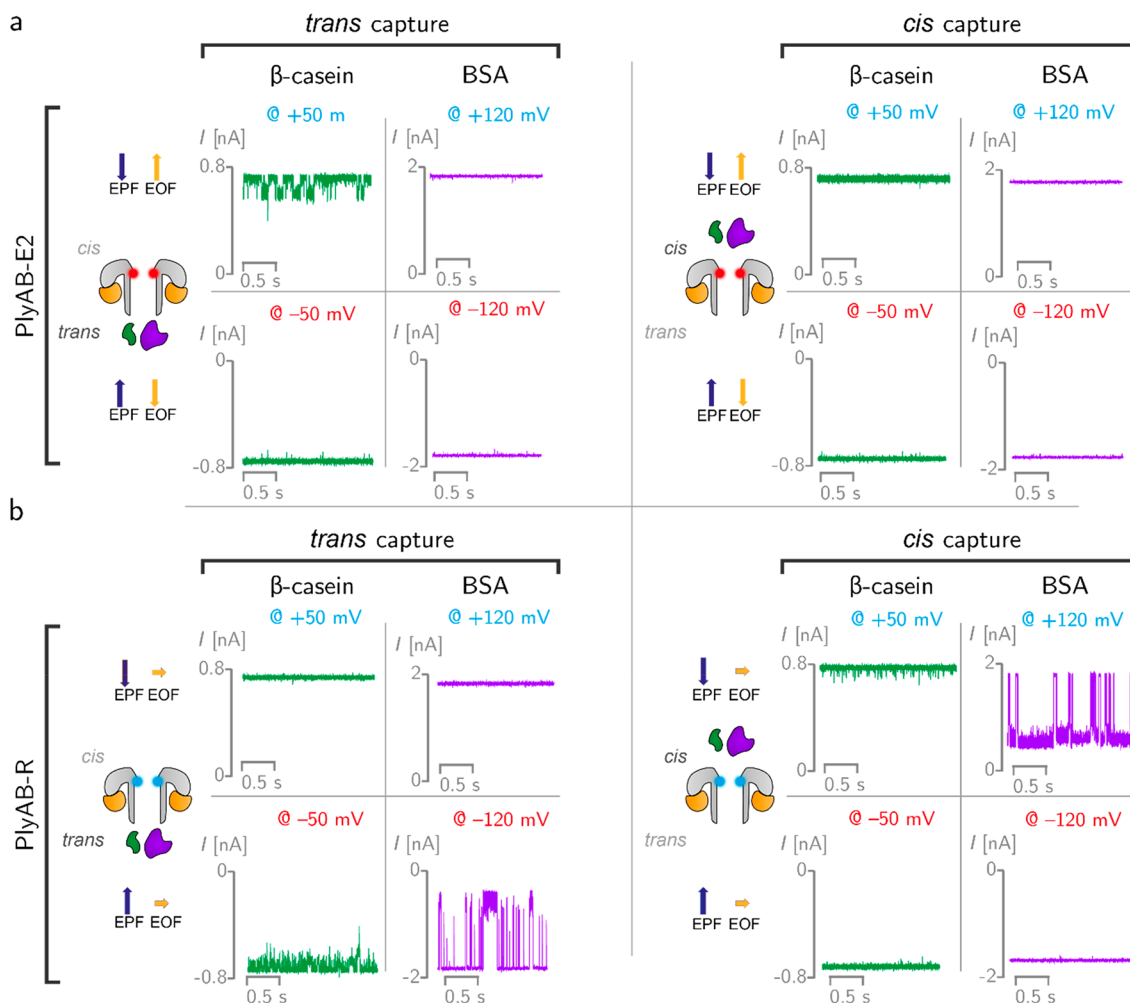 a
trans capture
cis capture
β-casein
BSA
β-casein
BSA
@ +50 m
@ +120 mV
@ +50 mV
@ +120 mV
I [nA]
I [nA]
I [nA]
I [nA]
0.8
2
0.8
2
EPF EOF
EPF EOF
cis
cis
0
0
0
0
0.5 s
0.5 s
0.5 s
0.5 s
PlyAB-E2
@ –50 mV
@ –120 mV
@ –50 mV
@ –120 mV
trans
trans
I [nA]
I [nA]
I [nA]
I [nA]
0
0
0
0
EPF EOF
EPF EOF
-0.8
-2
-0.8
-2
0.5 s
0.5 s
0.5 s
0.5 s
b
trans capture
cis capture
β-casein
BSA
β-casein
BSA
@ +50 mV
@ +120 mV
@ +50 mV
@ +120 mV
I [nA]
I [nA]
I [nA]
I [nA]
0.8
2
0.8
2
EPF EOF
EPF EOF
cis
cis
0
0
0
0
0.5 s
0.5 s
0.5 s
0.5 s
PlyAB-R
@ –50 mV
@ –120 mV
@ –50 mV
@ –120 mV
trans
trans
I [nA]
I [nA]
I [nA]
I [nA]
0
0
0
0
EPF EOF
EPF EOF
-0.8
-2
-0.8
-2
0.5 s
0.5 s
0.5 s
0.5 s